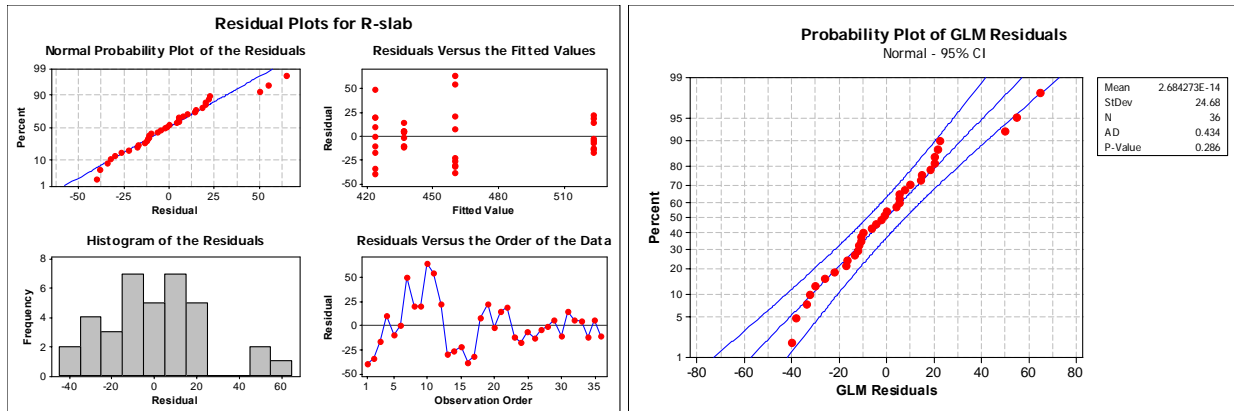 Residual Plots for R-slab
Normal Probability Plot of the Residuals
99
90
50
10
1
Percent
-50 -25 0 25 50
Residual
Residuals Versus the Fitted Values
50
25
0
-25
-50
Residual
420 450 480 510
Fitted Value
Histogram of the Residuals
8
6
4
2
0
Frequency
-40 -20 0 20 40 60
Residual
Residuals Versus the Order of the Data
50
25
0
-25
-50
Residual
1 5 10 15 20 25 30 35
Observation Order
Probability Plot of GLM Residuals
Normal - 95% CI
99
95
90
80
70
60
50
40
30
20
10
5
1
Percent
-80 -60 -40 -20 0 20 40 60 80
GLM Residuals
Mean 2.684273E-14
StDev 24.68
N 36
AD 0.434
P-Value 0.286